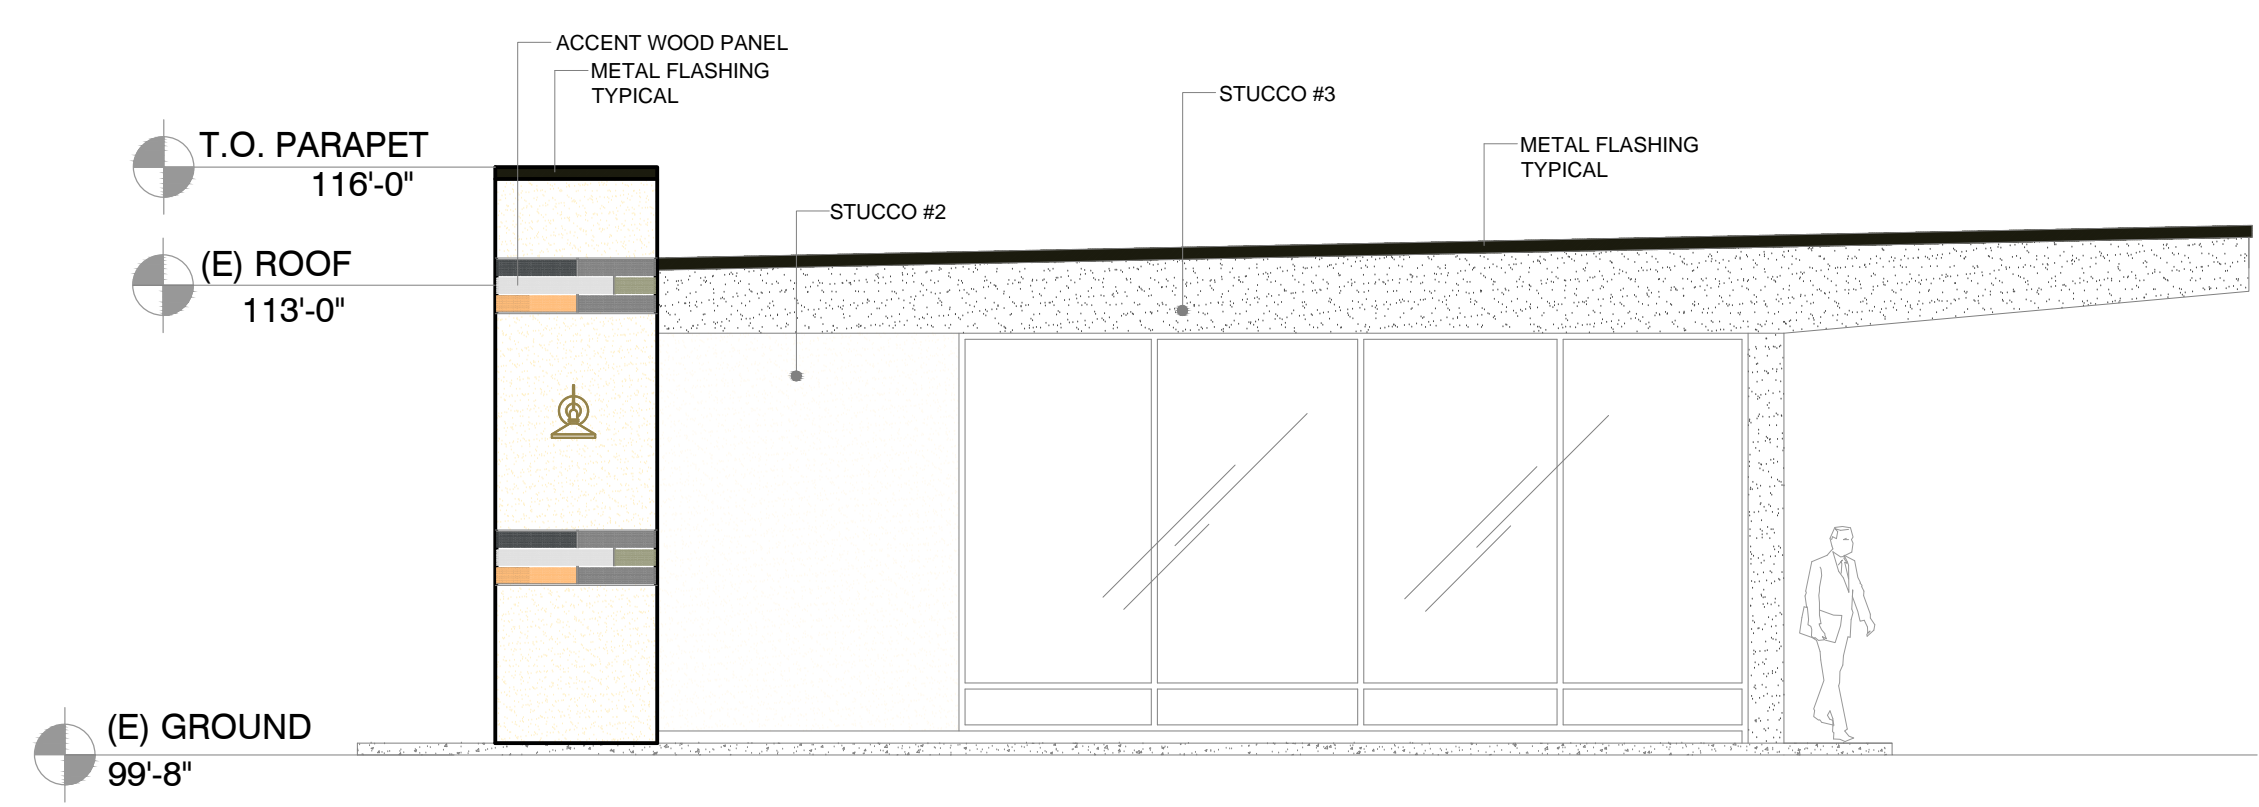 ACCENT WOOD PANEL
METAL FLASHING
TYPICAL
STUCCO #3
T.O. PARAPET
116'-0"
METAL FLASHING
TYPICAL
STUCCO #2
(E) ROOF
113'-0"
(E) GROUND
99'-8"